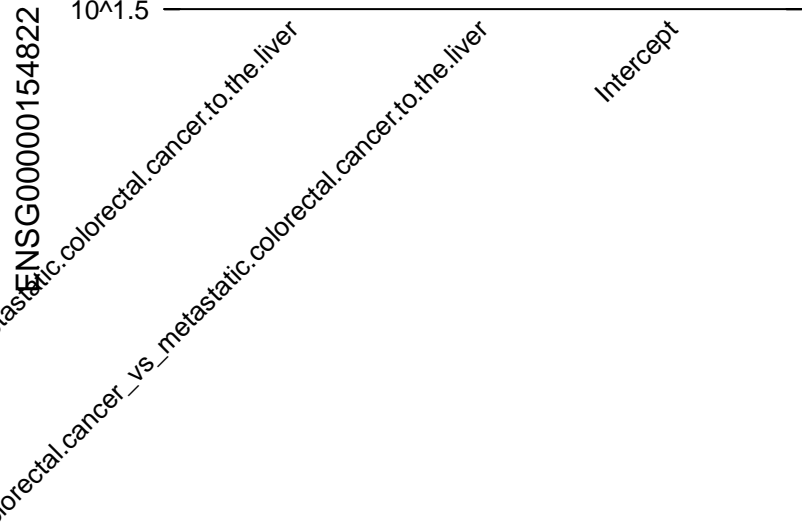 10^1.5
ENSG00000154822
metastatic.colorectal.cancer.to.the.liver
colorectal.cancer_vs_metastatic.colorectal.cancer.to.the.liver
Intercept